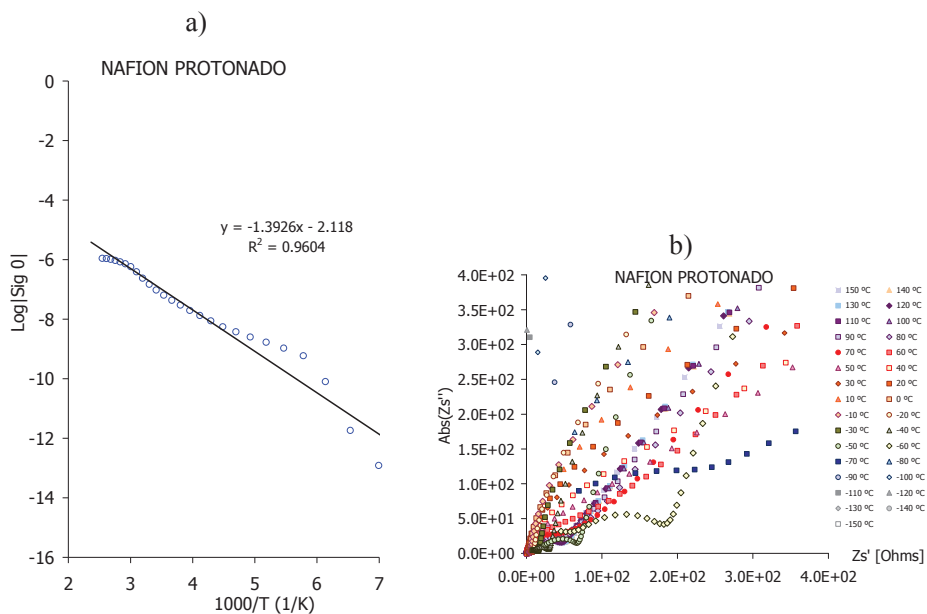 a)
NAFION PROTONADO
0
-2
-4
-6
-8
-10
-12
-14
-16
Log|Sig 0|
y = -1.3926x - 2.118
R² = 0.9604
2 3 4 5 6 7
1000/T (1/K)
b)
NAFION PROTONADO
4.0E+02
3.5E+02
3.0E+02
2.5E+02
2.0E+02
1.5E+02
1.0E+02
5.0E+01
0.0E+00
Abs(Zs'')
0.0E+00 1.0E+02 2.0E+02 3.0E+02 4.0E+02
Zs' [Ohms]
150 ºC 140 ºC
130 ºC 120 ºC
110 ºC 100 ºC
90 ºC 80 ºC
70 ºC 60 ºC
50 ºC 40 ºC
30 ºC 20 ºC
10 ºC 0 ºC
-10 ºC -20 ºC
-30 ºC -40 ºC
-50 ºC -60 ºC
-70 ºC -80 ºC
-90 ºC -100 ºC
-110 ºC -120 ºC
-130 ºC -140 ºC
-150 ºC